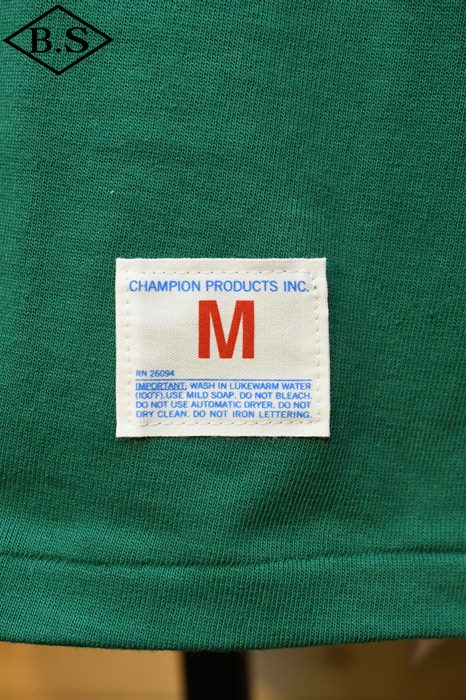 B.S
CHAMPION PRODUCTS INC.
M
RN 26094
IMPORTANT: WASH IN LUKEWARM WATER
(100°F). USE MILD SOAP. DO NOT BLEACH.
DO NOT USE AUTOMATIC DRYER. DO NOT
DRY CLEAN. DO NOT IRON LETTERING.